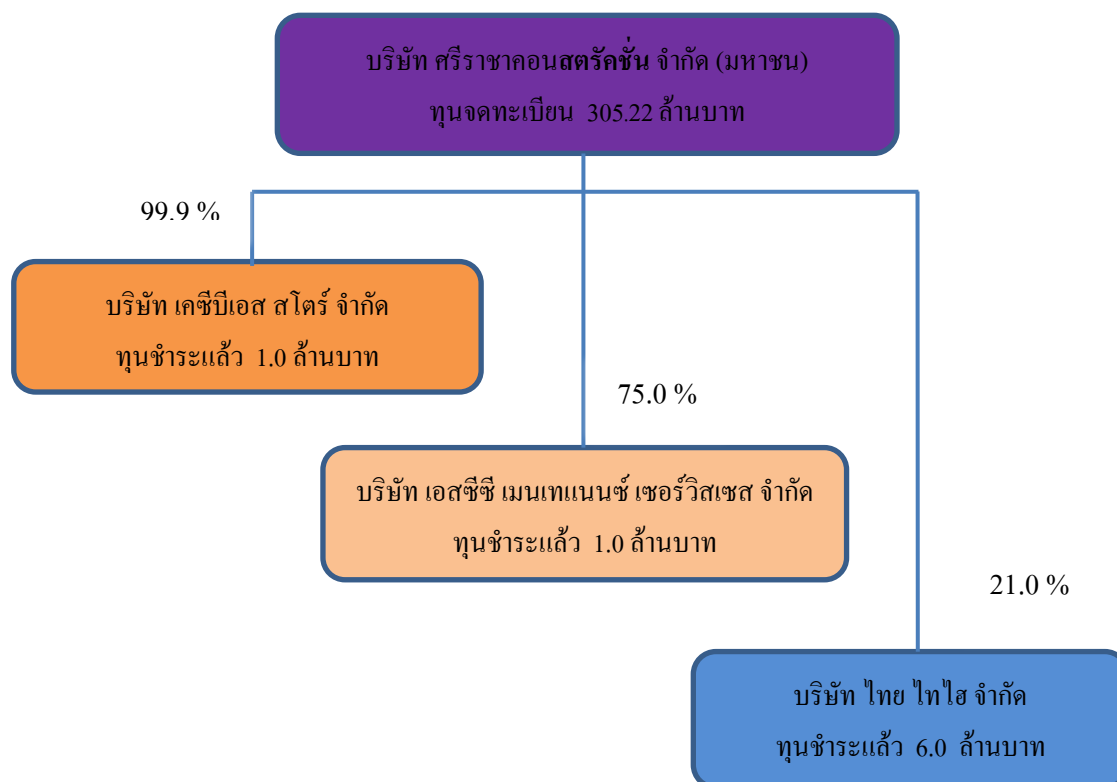 บริษัท ศรีราชาคอนสตรัคชั่น จำกัด (มหาชน)
ทุนจดทะเบียน 305.22 ล้านบาท
99.9 %
บริษัท เคซีบีเอส สโตร์ จำกัด
ทุนชำระแล้ว 1.0 ล้านบาท
75.0 %
บริษัท เอสซีซี เมนเทแนนซ์ เซอร์วิสเซส จำกัด
ทุนชำระแล้ว 1.0 ล้านบาท
21.0 %
บริษัท ไทย ไทไฮ จำกัด
ทุนชำระแล้ว 6.0 ล้านบาท